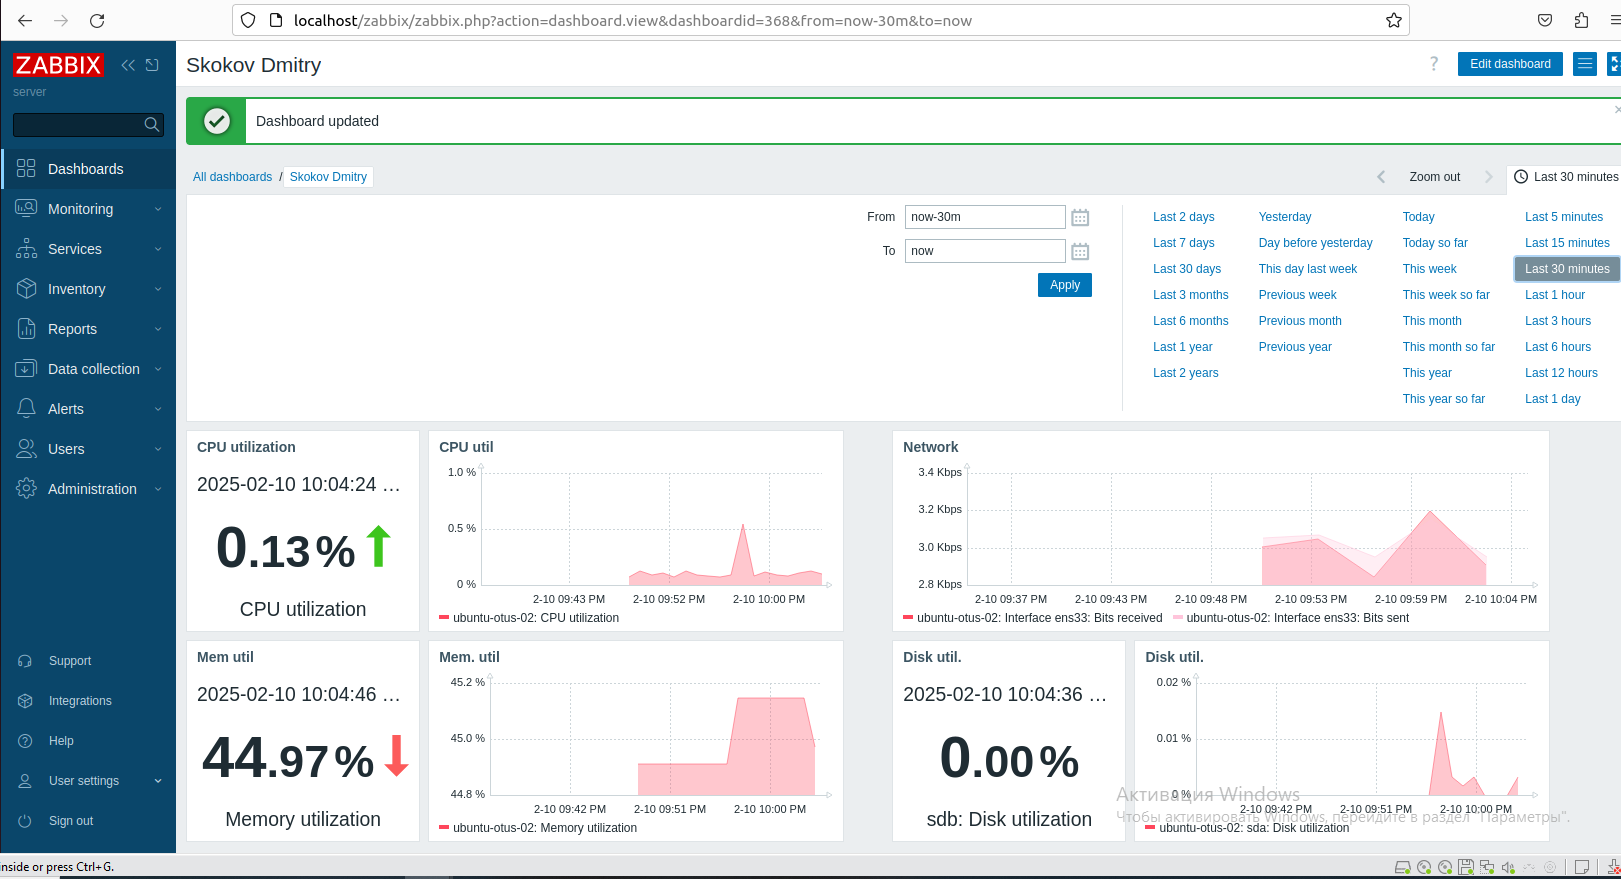 localhost/zabbix/zabbix.php?action=dashboard.view&dashboardid=368&from=now-30m&to=now
ZABBIX
server
Dashboards
Monitoring
Services
Inventory
Reports
Data collection
Alerts
Users
Administration
Support
Integrations
Help
User settings
Sign out
Skokov Dmitry
?
Edit dashboard
Dashboard updated
All dashboards / Skokov Dmitry
Zoom out
Last 30 minutes
From now-30m
To now
Apply
Last 2 days Yesterday Today Last 5 minutes
Last 7 days Day before yesterday Today so far Last 15 minutes
Last 30 days This day last week This week Last 30 minutes
Last 3 months Previous week This week so far Last 1 hour
Last 6 months Previous month This month Last 3 hours
Last 1 year Previous year This month so far Last 6 hours
Last 2 years This year Last 12 hours
This year so far Last 1 day
CPU utilization
2025-02-10 10:04:24 ...
0.13 %
CPU utilization
CPU util
1.0 %
0.5 %
0 %
2-10 09:43 PM 2-10 09:52 PM 2-10 10:00 PM
ubuntu-otus-02: CPU utilization
Network
3.4 Kbps
3.2 Kbps
3.0 Kbps
2.8 Kbps
2-10 09:37 PM 2-10 09:43 PM 2-10 09:48 PM 2-10 09:53 PM 2-10 09:59 PM 2-10 10:04 PM
ubuntu-otus-02: Interface ens33: Bits received ubuntu-otus-02: Interface ens33: Bits sent
Mem util
2025-02-10 10:04:46 ...
44.97 %
Memory utilization
Mem. util
45.2 %
45.0 %
44.8 %
2-10 09:42 PM 2-10 09:51 PM 2-10 10:00 PM
ubuntu-otus-02: Memory utilization
Disk util.
2025-02-10 10:04:36 ...
0.00 %
sdb: Disk utilization
Disk util.
0.02 %
0.01 %
0 %
2-10 09:42 PM 2-10 09:51 PM 2-10 10:00 PM
ubuntu-otus-02: sda: Disk utilization
Активация Windows
Чтобы активировать Windows, перейдите в раздел "Параметры".
inside or press Ctrl+G.